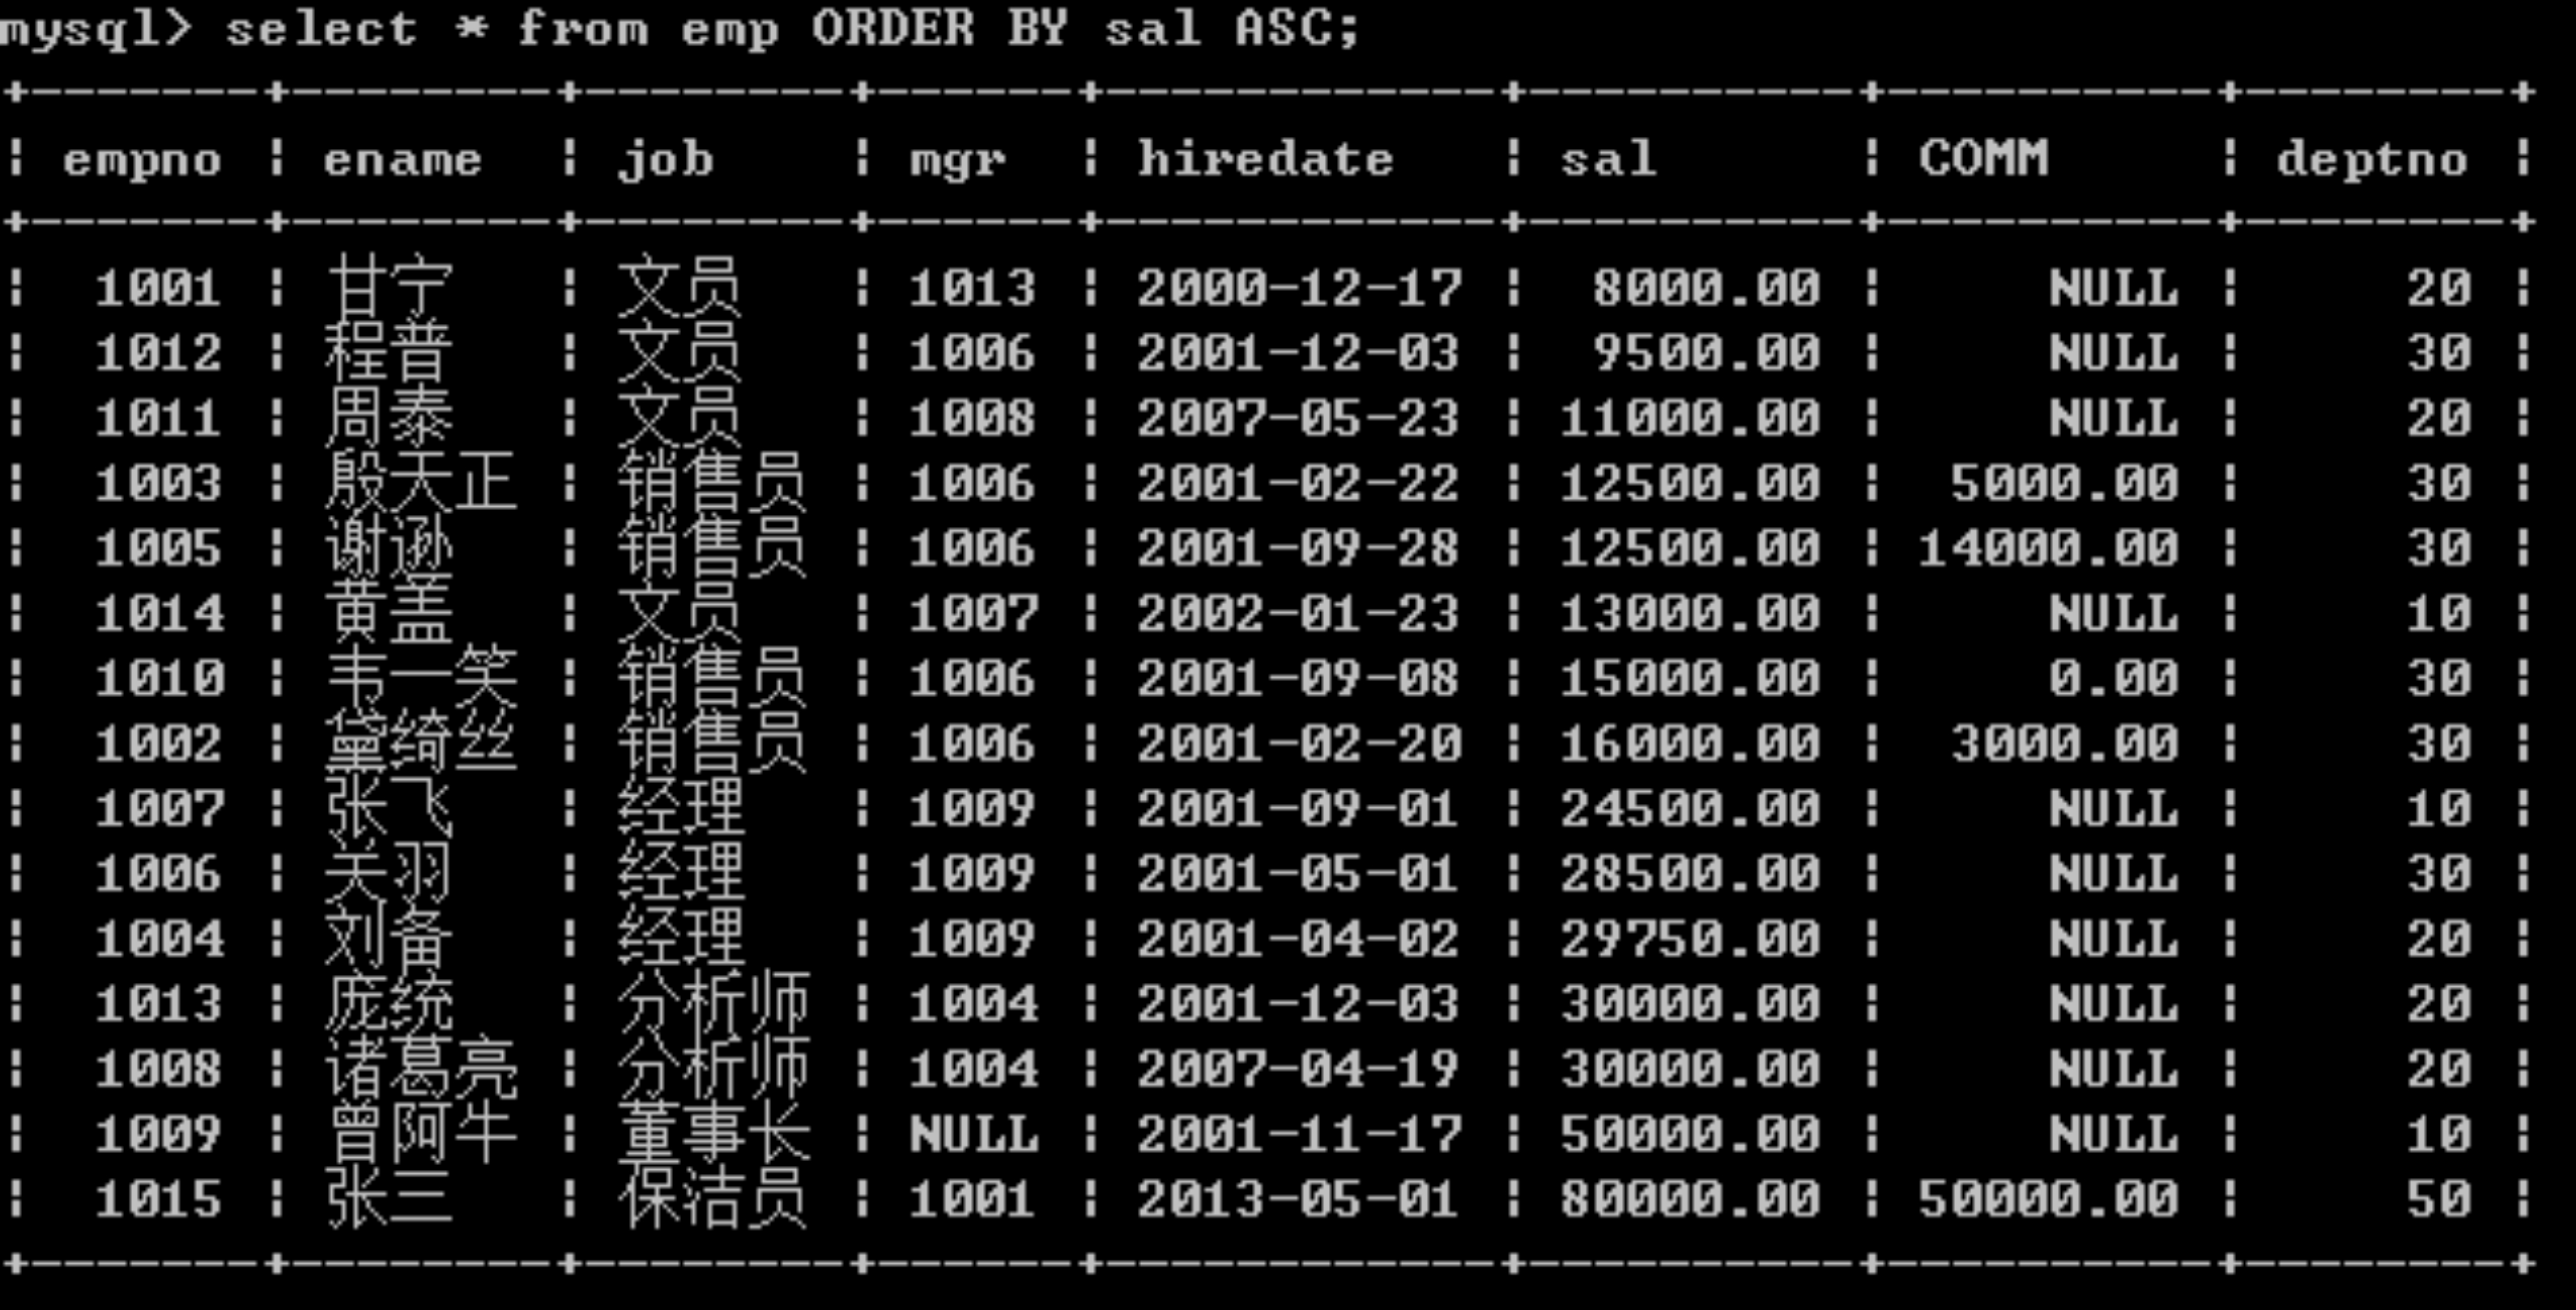 mysql> select * from emp ORDER BY sal ASC;
+-------+--------+--------+------+------------+----------+----------+--------+
| empno | ename  | job    | mgr  | hiredate   | sal      | COMM     | deptno |
+-------+--------+--------+------+------------+----------+----------+--------+
|  1001 | 甘宁   | 文员   | 1013 | 2000-12-17 |  8000.00 |     NULL |     20 |
|  1012 | 程普   | 文员   | 1006 | 2001-12-03 |  9500.00 |     NULL |     30 |
|  1011 | 周泰   | 文员   | 1008 | 2007-05-23 | 11000.00 |     NULL |     20 |
|  1003 | 殷天正 | 销售员 | 1006 | 2001-02-22 | 12500.00 |  5000.00 |     30 |
|  1005 | 谢逊   | 销售员 | 1006 | 2001-09-28 | 12500.00 | 14000.00 |     30 |
|  1014 | 黄盖   | 文员   | 1007 | 2002-01-23 | 13000.00 |     NULL |     10 |
|  1010 | 韦一笑 | 销售员 | 1006 | 2001-09-08 | 15000.00 |     0.00 |     30 |
|  1002 | 黛绮丝 | 销售员 | 1006 | 2001-02-20 | 16000.00 |  3000.00 |     30 |
|  1007 | 张飞   | 经理   | 1009 | 2001-09-01 | 24500.00 |     NULL |     10 |
|  1006 | 关羽   | 经理   | 1009 | 2001-05-01 | 28500.00 |     NULL |     30 |
|  1004 | 刘备   | 经理   | 1009 | 2001-04-02 | 29750.00 |     NULL |     20 |
|  1013 | 庞统   | 分析师 | 1004 | 2001-12-03 | 30000.00 |     NULL |     20 |
|  1008 | 诸葛亮 | 分析师 | 1004 | 2007-04-19 | 30000.00 |     NULL |     20 |
|  1009 | 曾阿牛 | 董事长 | NULL | 2001-11-17 | 50000.00 |     NULL |     10 |
|  1015 | 张三   | 保洁员 | 1001 | 2013-05-01 | 80000.00 | 50000.00 |     50 |
+-------+--------+--------+------+------------+----------+----------+--------+